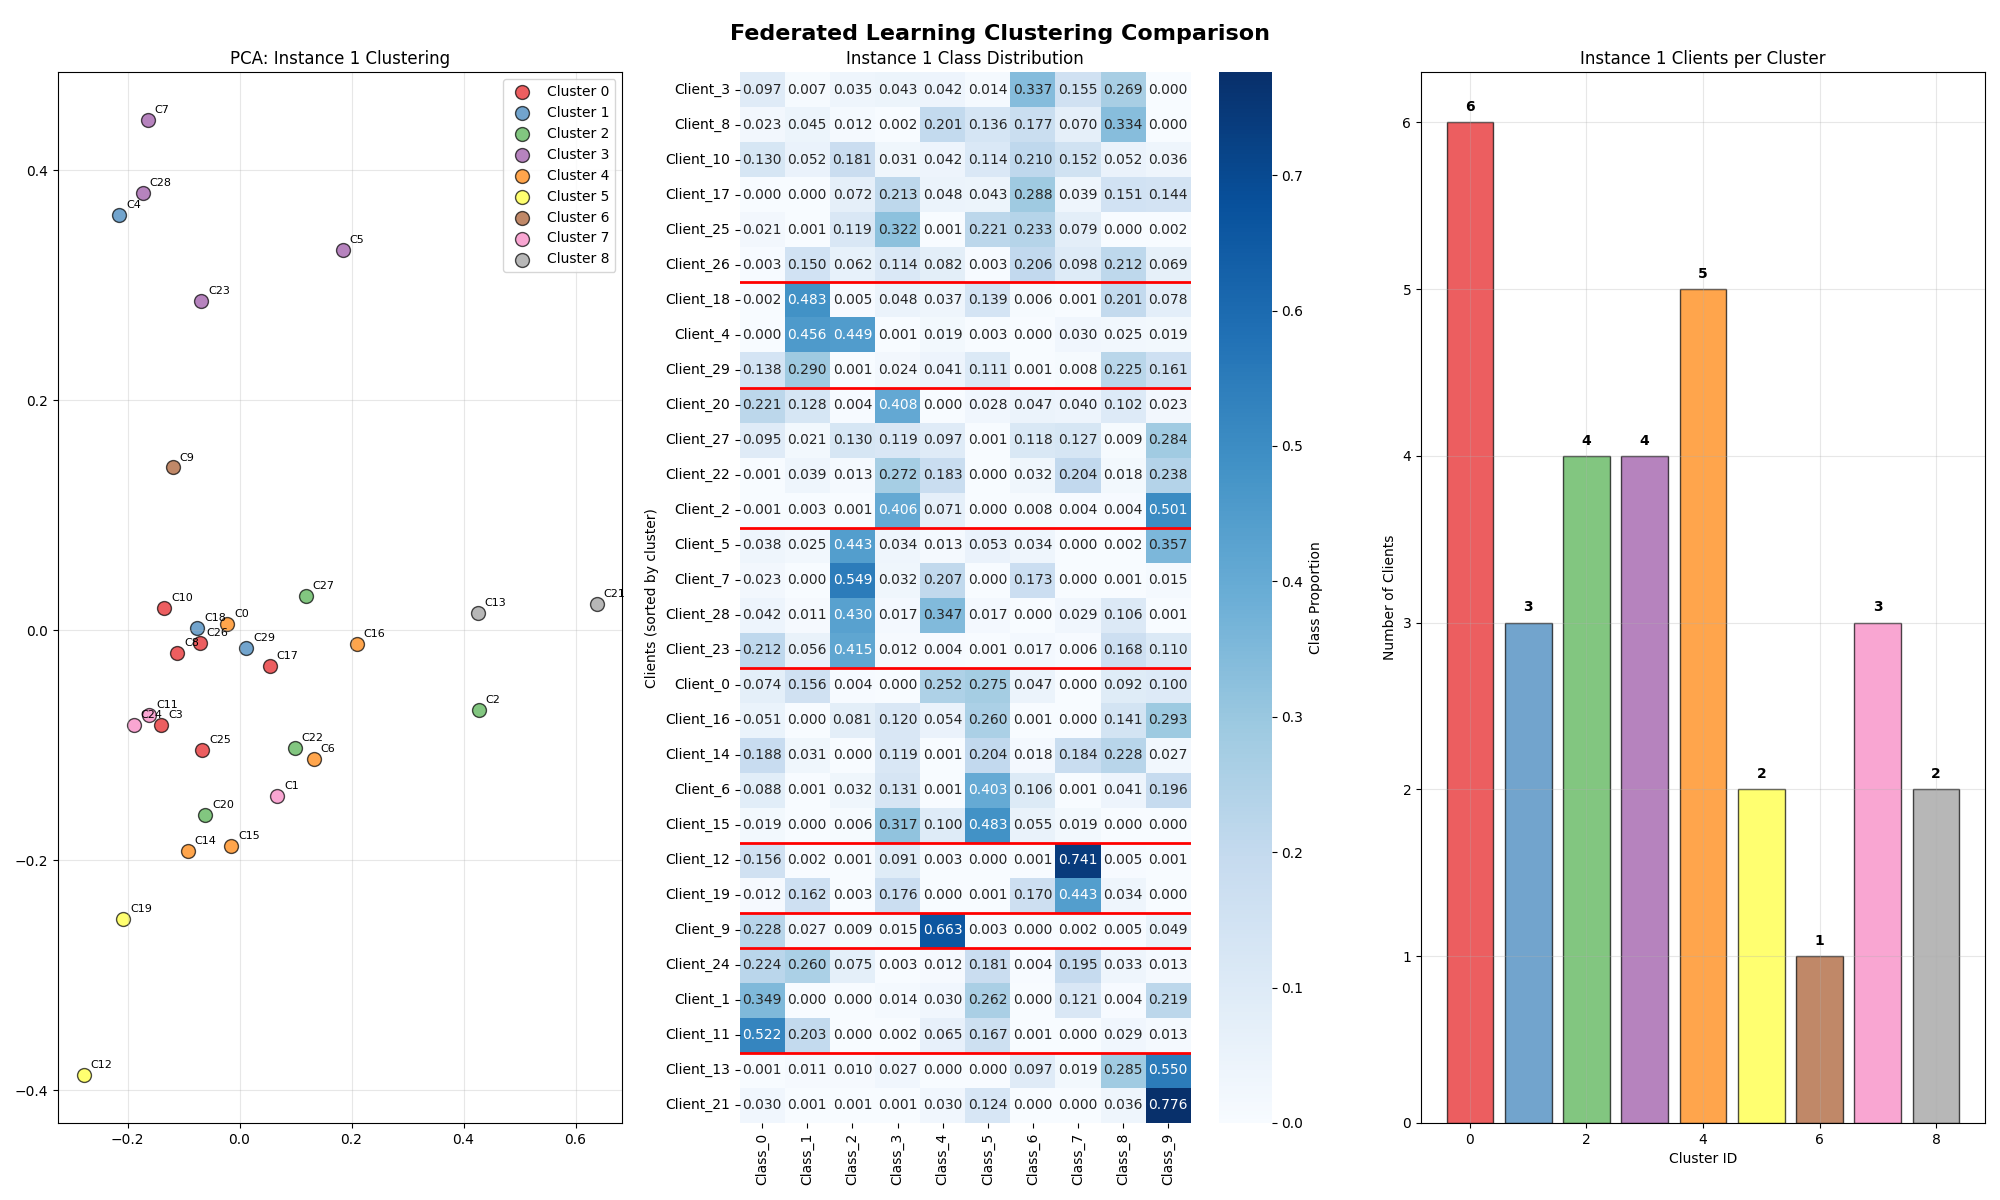 Federated Learning Clustering Comparison
PCA: Instance 1 Clustering
Cluster 0
Cluster 1
Cluster 2
Cluster 3
Cluster 4
Cluster 5
Cluster 6
Cluster 7
Cluster 8
C7
C28
C4
C5
C23
C9
C27
C13
C21
C10
C18
C0
C26
C8
C29
C16
C17
C2
C11
C24
C3
C25
C22
C6
C1
C20
C14
C15
C19
C12
0.4
0.2
0.0
−0.2
−0.4
−0.2
0.0
0.2
0.4
0.6
Instance 1 Class Distribution
Clients (sorted by cluster)
Client_3 0.097 0.007 0.035 0.043 0.042 0.014 0.337 0.155 0.269 0.000
Client_8 0.023 0.045 0.012 0.002 0.201 0.136 0.177 0.070 0.334 0.000
Client_10 0.130 0.052 0.181 0.031 0.042 0.114 0.210 0.152 0.052 0.036
Client_17 0.000 0.000 0.072 0.213 0.048 0.043 0.288 0.039 0.151 0.144
Client_25 0.021 0.001 0.119 0.322 0.001 0.221 0.233 0.079 0.000 0.002
Client_26 0.003 0.150 0.062 0.114 0.082 0.003 0.206 0.098 0.212 0.069
Client_18 0.002 0.483 0.005 0.048 0.037 0.139 0.006 0.001 0.201 0.078
Client_4 0.000 0.456 0.449 0.001 0.019 0.003 0.000 0.030 0.025 0.019
Client_29 0.138 0.290 0.001 0.024 0.041 0.111 0.001 0.008 0.225 0.161
Client_20 0.221 0.128 0.004 0.408 0.000 0.028 0.047 0.040 0.102 0.023
Client_27 0.095 0.021 0.130 0.119 0.097 0.001 0.118 0.127 0.009 0.284
Client_22 0.001 0.039 0.013 0.272 0.183 0.000 0.032 0.204 0.018 0.238
Client_2 0.001 0.003 0.001 0.406 0.071 0.000 0.008 0.004 0.004 0.501
Client_5 0.038 0.025 0.443 0.034 0.013 0.053 0.034 0.000 0.002 0.357
Client_7 0.023 0.000 0.549 0.032 0.207 0.000 0.173 0.000 0.001 0.015
Client_28 0.042 0.011 0.430 0.017 0.347 0.017 0.000 0.029 0.106 0.001
Client_23 0.212 0.056 0.415 0.012 0.004 0.001 0.017 0.006 0.168 0.110
Client_0 0.074 0.156 0.004 0.000 0.252 0.275 0.047 0.000 0.092 0.100
Client_16 0.051 0.000 0.081 0.120 0.054 0.260 0.001 0.000 0.141 0.293
Client_14 0.188 0.031 0.000 0.119 0.001 0.204 0.018 0.184 0.228 0.027
Client_6 0.088 0.001 0.032 0.131 0.001 0.403 0.106 0.001 0.041 0.196
Client_15 0.019 0.000 0.006 0.317 0.100 0.483 0.055 0.019 0.000 0.000
Client_12 0.156 0.002 0.001 0.091 0.003 0.000 0.001 0.741 0.005 0.001
Client_19 0.012 0.162 0.003 0.176 0.000 0.001 0.170 0.443 0.034 0.000
Client_9 0.228 0.027 0.009 0.015 0.663 0.003 0.000 0.002 0.005 0.049
Client_24 0.224 0.260 0.075 0.003 0.012 0.181 0.004 0.195 0.033 0.013
Client_1 0.349 0.000 0.000 0.014 0.030 0.262 0.000 0.121 0.004 0.219
Client_11 0.522 0.203 0.000 0.002 0.065 0.167 0.001 0.000 0.029 0.013
Client_13 0.001 0.011 0.010 0.027 0.000 0.000 0.097 0.019 0.285 0.550
Client_21 0.030 0.001 0.001 0.001 0.030 0.124 0.000 0.000 0.036 0.776
Class_0
Class_1
Class_2
Class_3
Class_4
Class_5
Class_6
Class_7
Class_8
Class_9
0.7
0.6
0.5
0.4
0.3
0.2
0.1
0.0
Class Proportion
Instance 1 Clients per Cluster
Number of Clients
6
5
4
3
2
1
0
6
3
4
4
5
2
1
3
2
0
2
4
6
8
Cluster ID